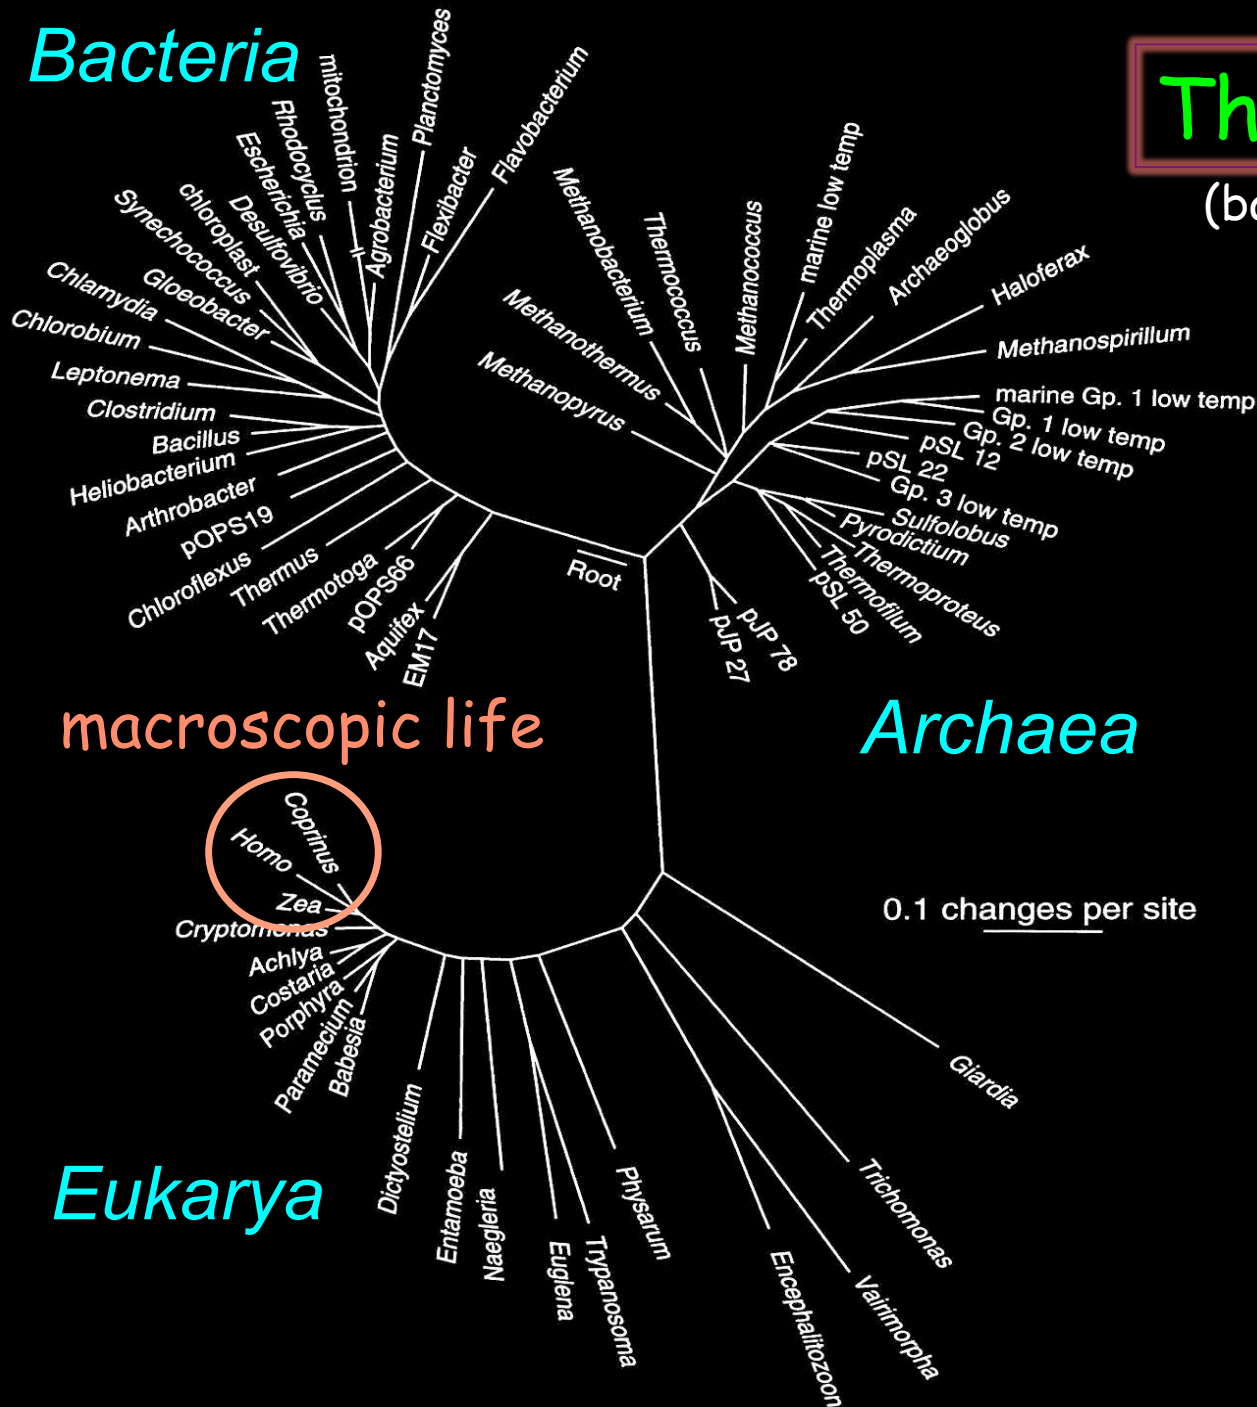 Bacteria
Th
(ba
mitochondrion
Planctomyces
Flavobacterium
Rhodocyclus
Escherichia
Agrobacterium
Flexibacter
Desulfovibrio
chloroplast
Synechococcus
Gloeobacter
Chlamydia
Chlorobium
Leptonema
Clostridium
Bacillus
Heliobacterium
Arthrobacter
pOPS19
Chloroflexus
Thermus
Thermotoga
pOPS66
Aquifex
EM17
Root
Methanopyrus
Methanothermus
Methanobacterium
Thermococcus
Methanococcus
marine low temp
Thermoplasma
Archaeoglobus
Haloferax
Methanospirillum
marine Gp. 1 low temp
Gp. 1 low temp
Gp. 2 low temp
pSL 12
pSL 22
Gp. 3 low temp
Sulfolobus
Pyrodictium
Thermoproteus
Thermofilum
pSL 50
pJP 78
pJP 27
macroscopic life
Archaea
Coprinus
Homo
Zea
Cryptomonas
Achlya
Costaria
Porphyra
Paramecium
Babesia
0.1 changes per site
Eukarya
Dictyostelium
Entamoeba
Naegleria
Euglena
Trypanosoma
Physarum
Encephalitozoon
Vairimorpha
Trichomonas
Giardia